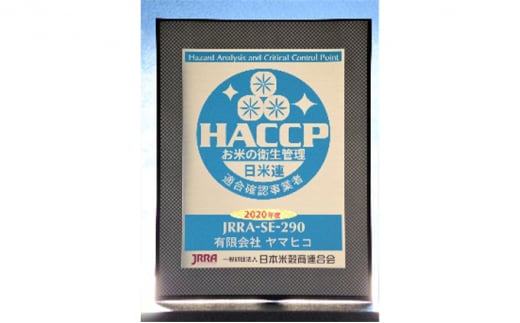 Hazard Analysis and Critical Control Point
HACCP
お米の衛生管理
日米連
適合確認事業者
2020年度
JRRA-SE-290
有限会社 ヤマヒコ
JRRA 一般財団法人 日本米穀商連合会